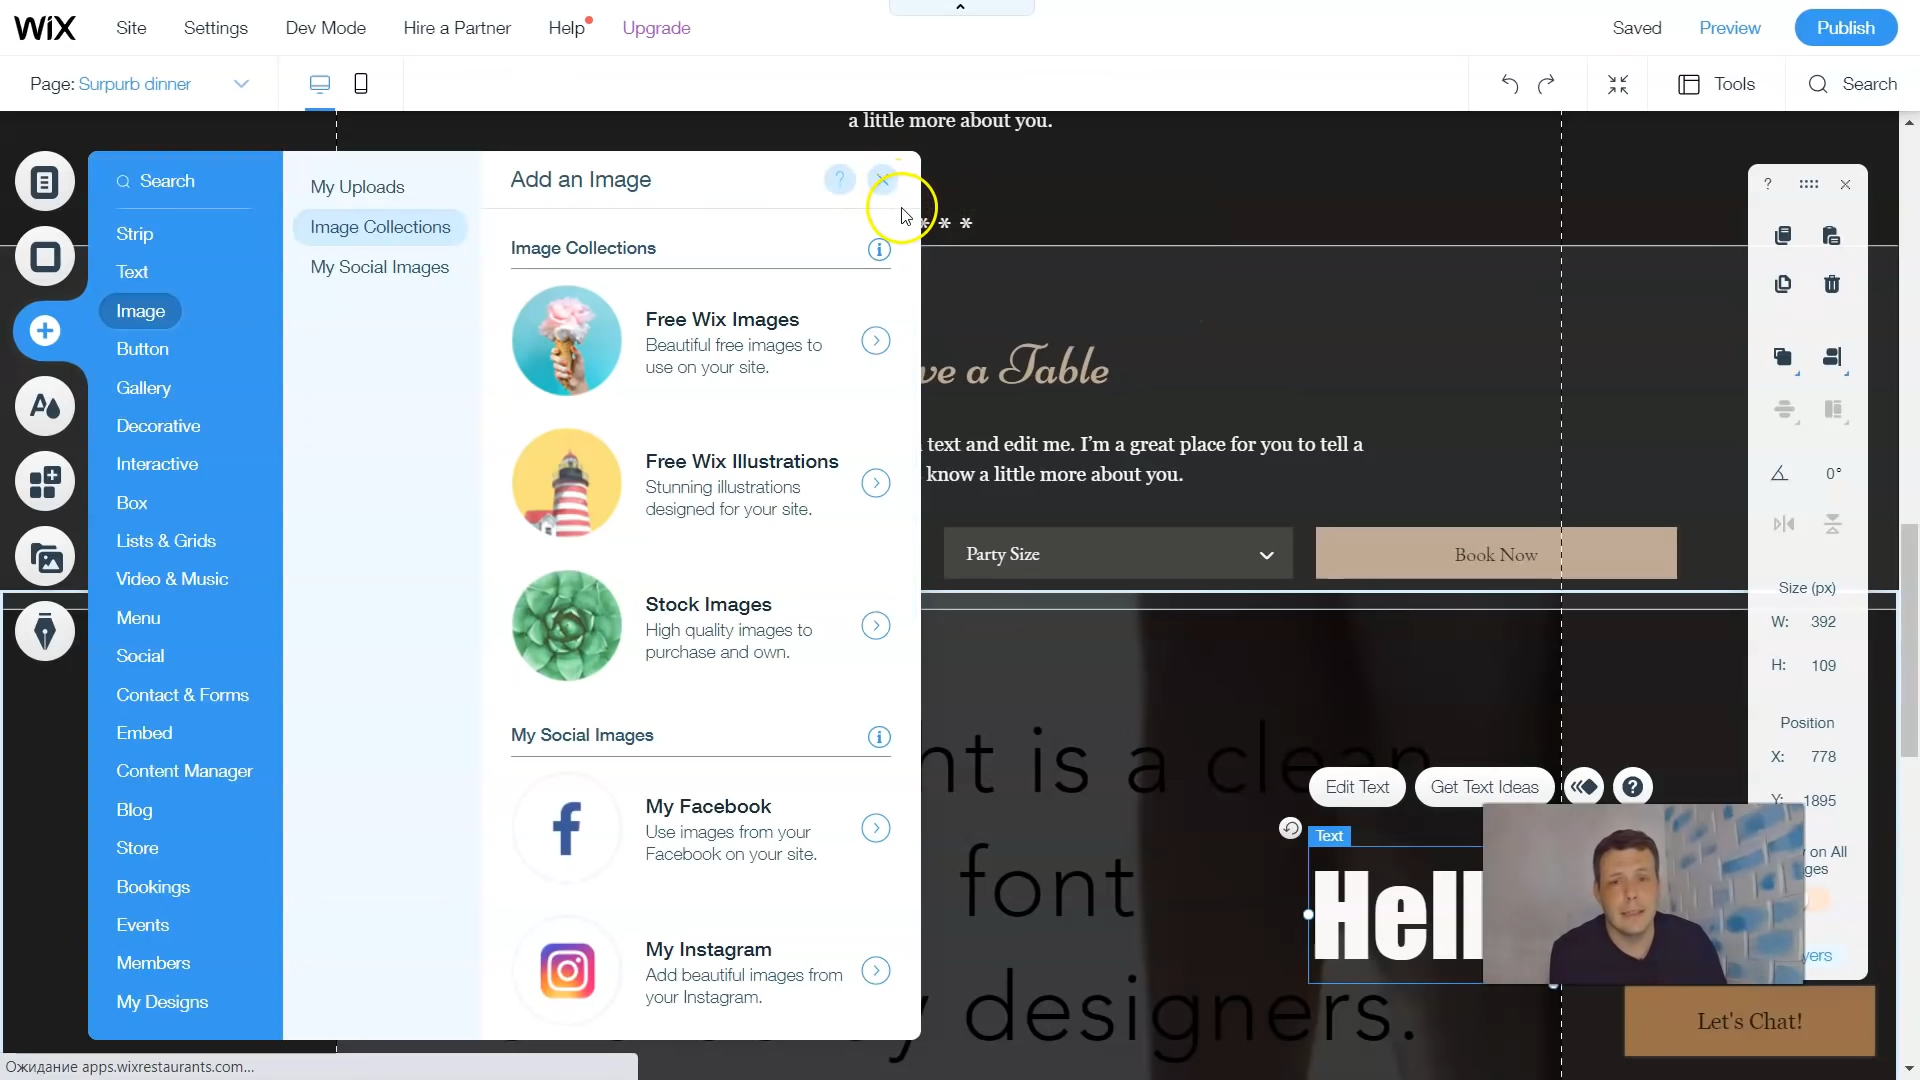 WIX
Site
Settings
Dev Mode
Hire a Partner
Help
Upgrade
Saved
Preview
Publish
Page: Surpurb dinner
Tools
Search
a little more about you.
Search
Strip
Text
Image
Button
Gallery
Decorative
Interactive
Box
Lists & Grids
Video & Music
Menu
Social
Contact & Forms
Embed
Content Manager
Blog
Store
Bookings
Events
Members
My Designs
My Uploads
Image Collections
My Social Images
Add an Image
?
Image Collections
Free Wix Images
Beautiful free images to
use on your site.
Free Wix Illustrations
Stunning illustrations
designed for your site.
Stock Images
High quality images to
purchase and own.
My Social Images
My Facebook
Use images from your
Facebook on your site.
My Instagram
Add beautiful images from
your Instagram.
* * *
ve a Table
text and edit me. I'm a great place for you to tell a
know a little more about you.
Party Size
Book Now
nt is a clean
font
y designers.
Edit Text
Get Text Ideas
?
Text
Hell
?
0°
Size (px)
W: 392
H: 109
Position
X: 778
Y: 1895
on All
ges
yers
Let's Chat!
Ожидание apps.wixrestaurants.com...